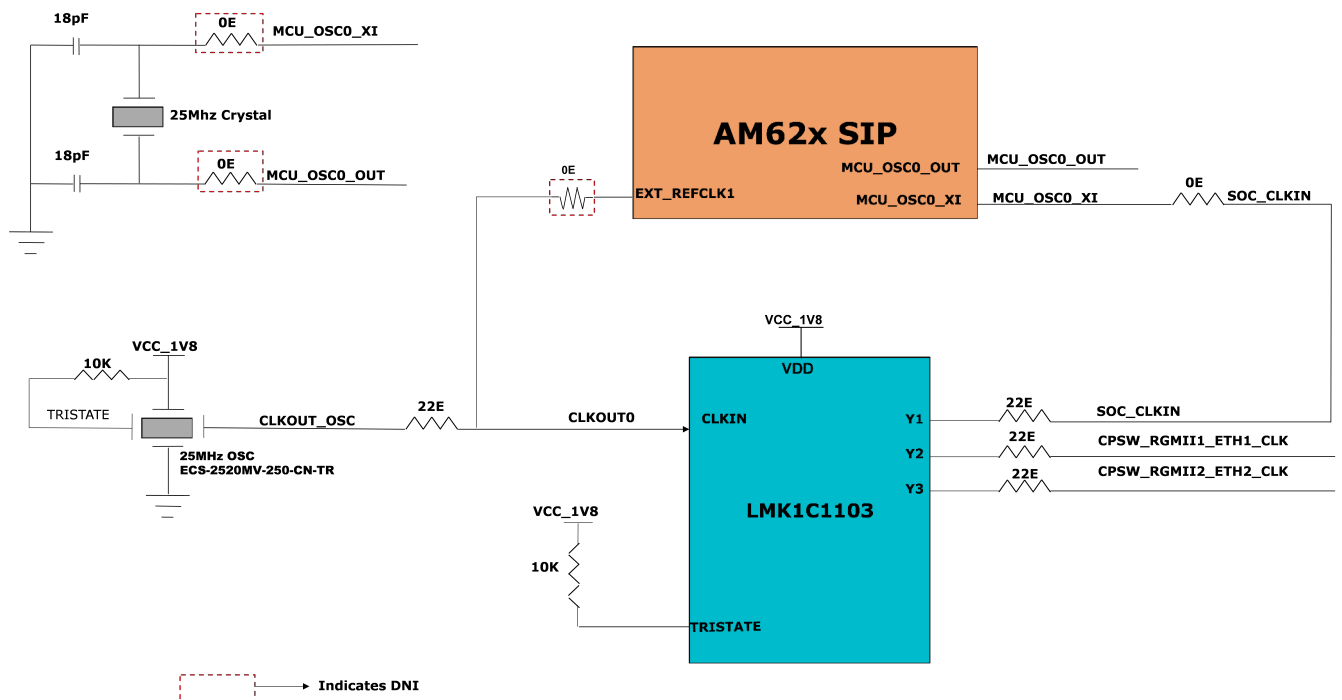 18pF
0E
MCU_OSC0_XI
25Mhz Crystal
18pF
0E
MCU_OSC0_OUT
AM62x SIP
MCU_OSC0_OUT
MCU_OSC0_OUT
0E
EXT_REFCLK1
MCU_OSC0_XI
MCU_OSC0_XI
0E
SOC_CLKIN
VCC_1V8
10K
TRISTATE
25MHz OSC
ECS-2520MV-250-CN-TR
CLKOUT_OSC
22E
CLKOUT0
VCC_1V8
VDD
CLKIN
Y1
22E
SOC_CLKIN
Y2
22E
CPSW_RGMII1_ETH1_CLK
Y3
22E
CPSW_RGMII2_ETH2_CLK
LMK1C1103
VCC_1V8
10K
TRISTATE
Indicates DNI